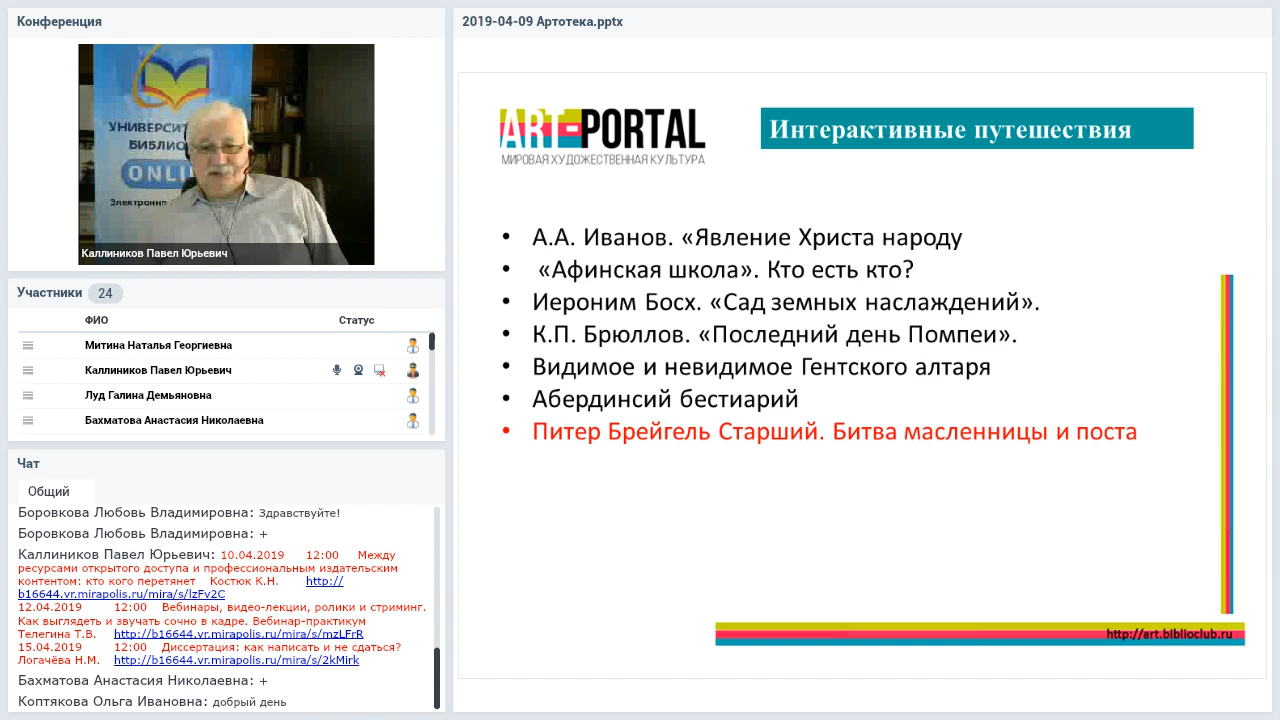 Конференция
УНИВЕРСИТ
БИБЛИО
ONLI
Электронно
Каллиников Павел Юрьевич
Участники 24
ФИО Статус
Митина Наталья Георгиевна
Каллиников Павел Юрьевич
Луд Галина Демьяновна
Бахматова Анастасия Николаевна
Чат
Общий
Боровкова Любовь Владимировна: Здравствуйте!
Боровкова Любовь Владимировна: +
Каллиников Павел Юрьевич: 10.04.2019 12:00 Между
ресурсами открытого доступа и профессиональным издательским
контентом: кто кого перетянет Костюк К.Н. http://
b16644.vr.mirapolis.ru/mira/s/lzFv2C
12.04.2019 12:00 Вебинары, видео-лекции, ролики и стриминг.
Как выглядеть и звучать сочно в кадре. Вебинар-практикум
Телегина Т.В. http://b16644.vr.mirapolis.ru/mira/s/mzLFrR
15.04.2019 12:00 Диссертация: как написать и не сдаться?
Логачёва Н.М. http://b16644.vr.mirapolis.ru/mira/s/2kMirk
Бахматова Анастасия Николаевна: +
Коптякова Ольга Ивановна: добрый день
2019-04-09 Артотека.pptx
ART-PORTAL
МИРОВАЯ ХУДОЖЕСТВЕННАЯ КУЛЬТУРА
Интерактивные путешествия
• А.А. Иванов. «Явление Христа народу
• «Афинская школа». Кто есть кто?
• Иероним Босх. «Сад земных наслаждений».
• К.П. Брюллов. «Последний день Помпеи».
• Видимое и невидимое Гентского алтаря
• Абердинсий бестиарий
• Питер Брейгель Старший. Битва масленницы и поста
http://art.biblioclub.ru